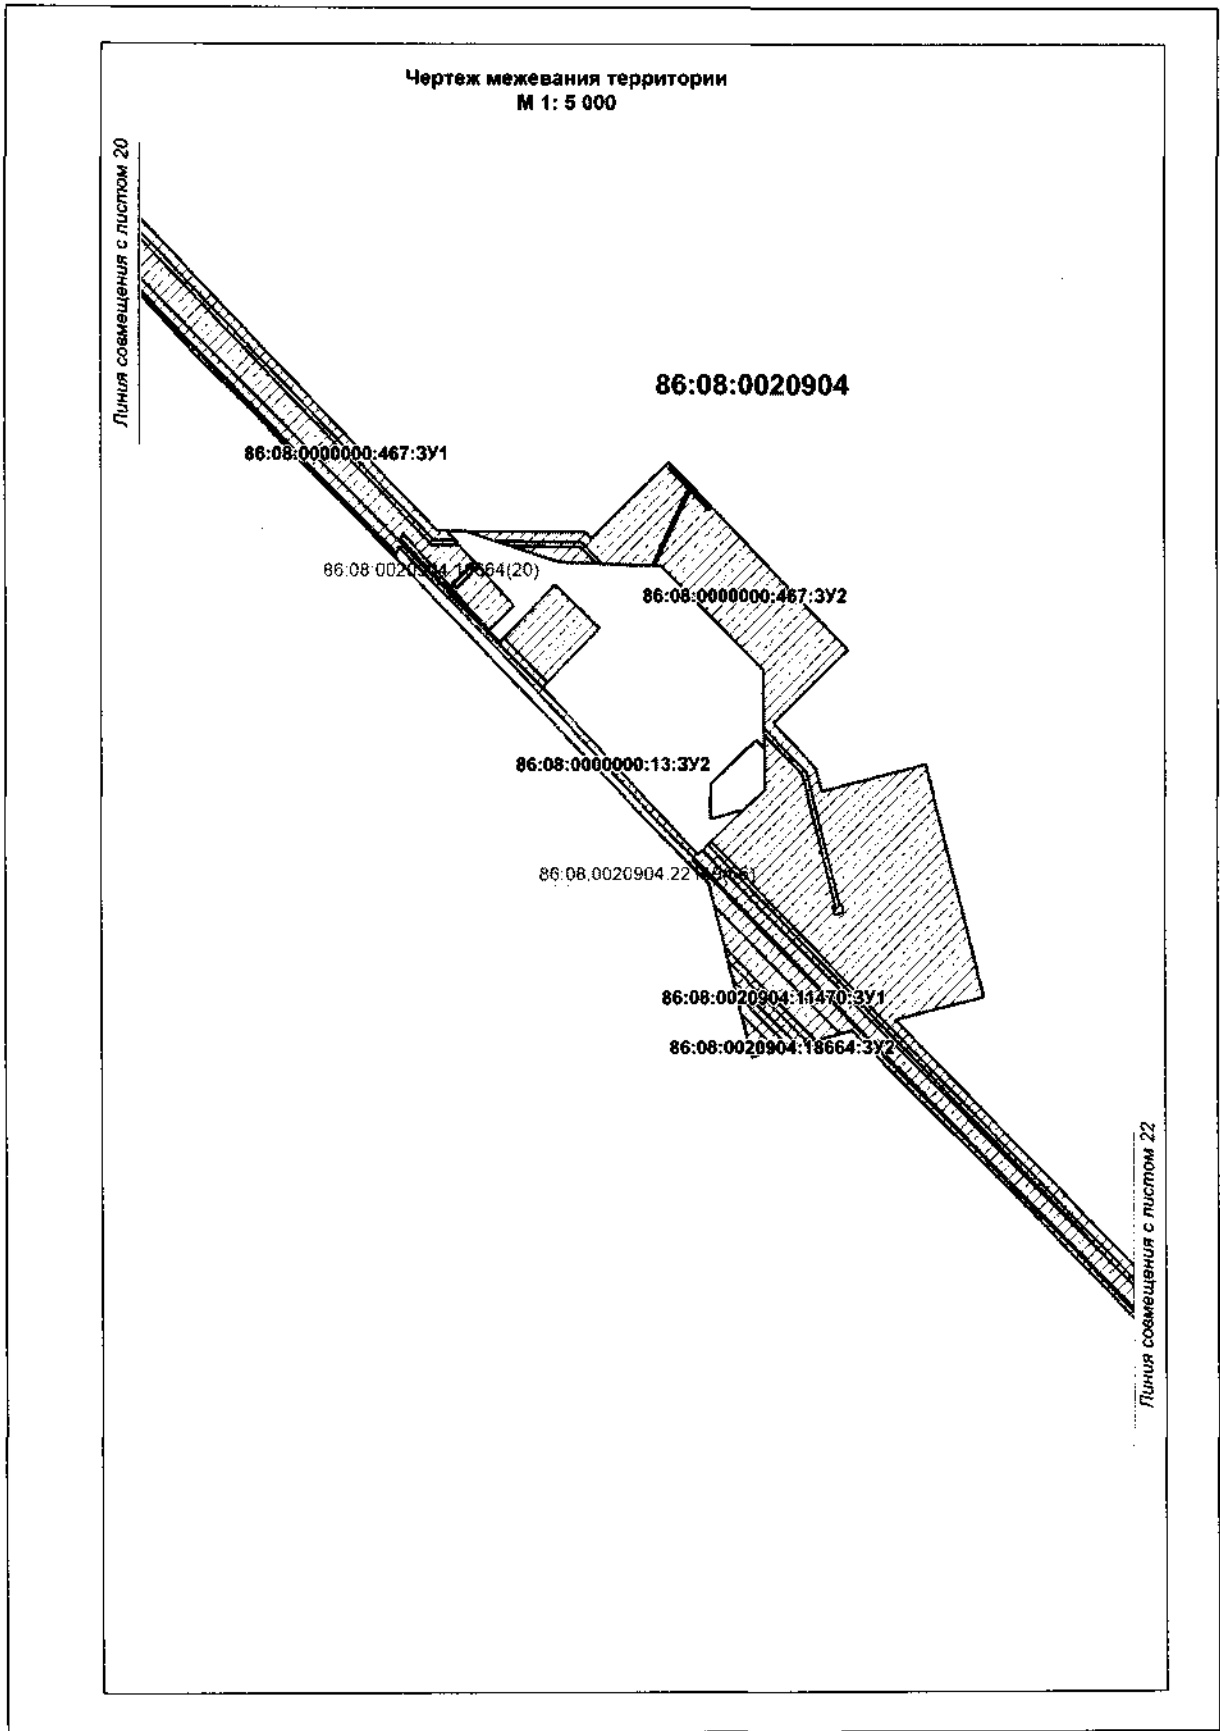 Чертеж межевания территории
М 1: 5 000
Линия совмещения с листом 20
86:08:0020904
86:08:0000000:467:ЗУ1
86:08:0000000:467:ЗУ2
86:08:0000000:13:ЗУ2
86:08:0020904:11470:ЗУ1
86:08:0020904:18664:ЗУ2
Линия совмещения с листом 22